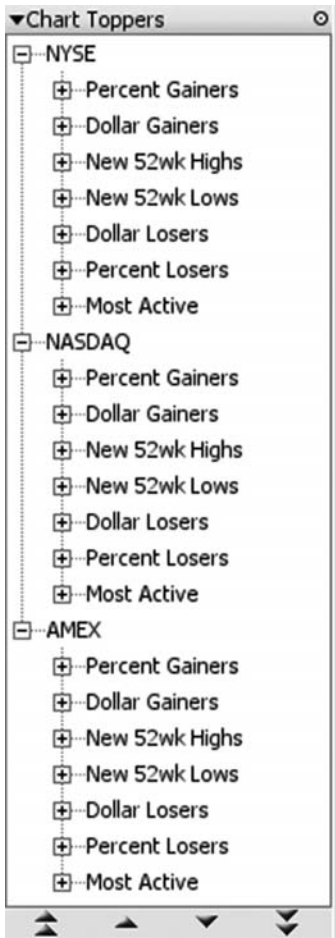 Chart Toppers
NYSE
Percent Gainers
Dollar Gainers
New 52wk Highs
New 52wk Lows
Dollar Losers
Percent Losers
Most Active
NASDAQ
Percent Gainers
Dollar Gainers
New 52wk Highs
New 52wk Lows
Dollar Losers
Percent Losers
Most Active
AMEX
Percent Gainers
Dollar Gainers
New 52wk Highs
New 52wk Lows
Dollar Losers
Percent Losers
Most Active